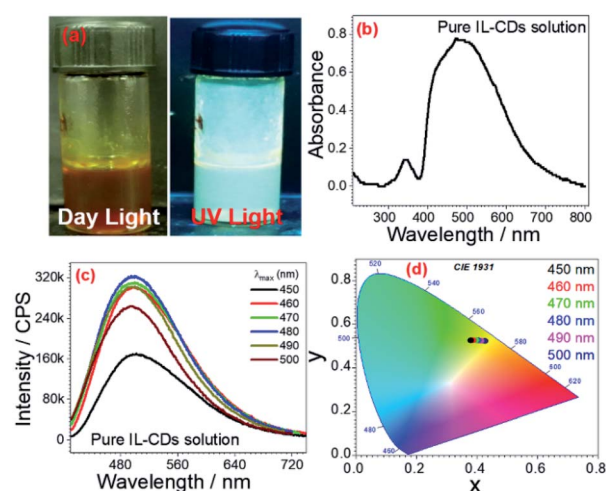 (a)
Day Light
UV Light
(b)
Pure IL-CDs solution
Absorbance
0.8
0.6
0.4
0.2
0.0
300 400 500 600 700 800
Wavelength / nm
(c)
λmax (nm)
450
460
470
480
490
500
Intensity / CPS
320k
240k
160k
80k
0
Pure IL-CDs solution
480 560 640 720
Wavelength / nm
(d)
CIE 1931
450 nm
460 nm
470 nm
480 nm
490 nm
500 nm
y
0.8
0.6
0.4
0.2
0.0
520
540
560
500
580
600
620
480
460
0.0 0.2 0.4 0.6 0.8
x